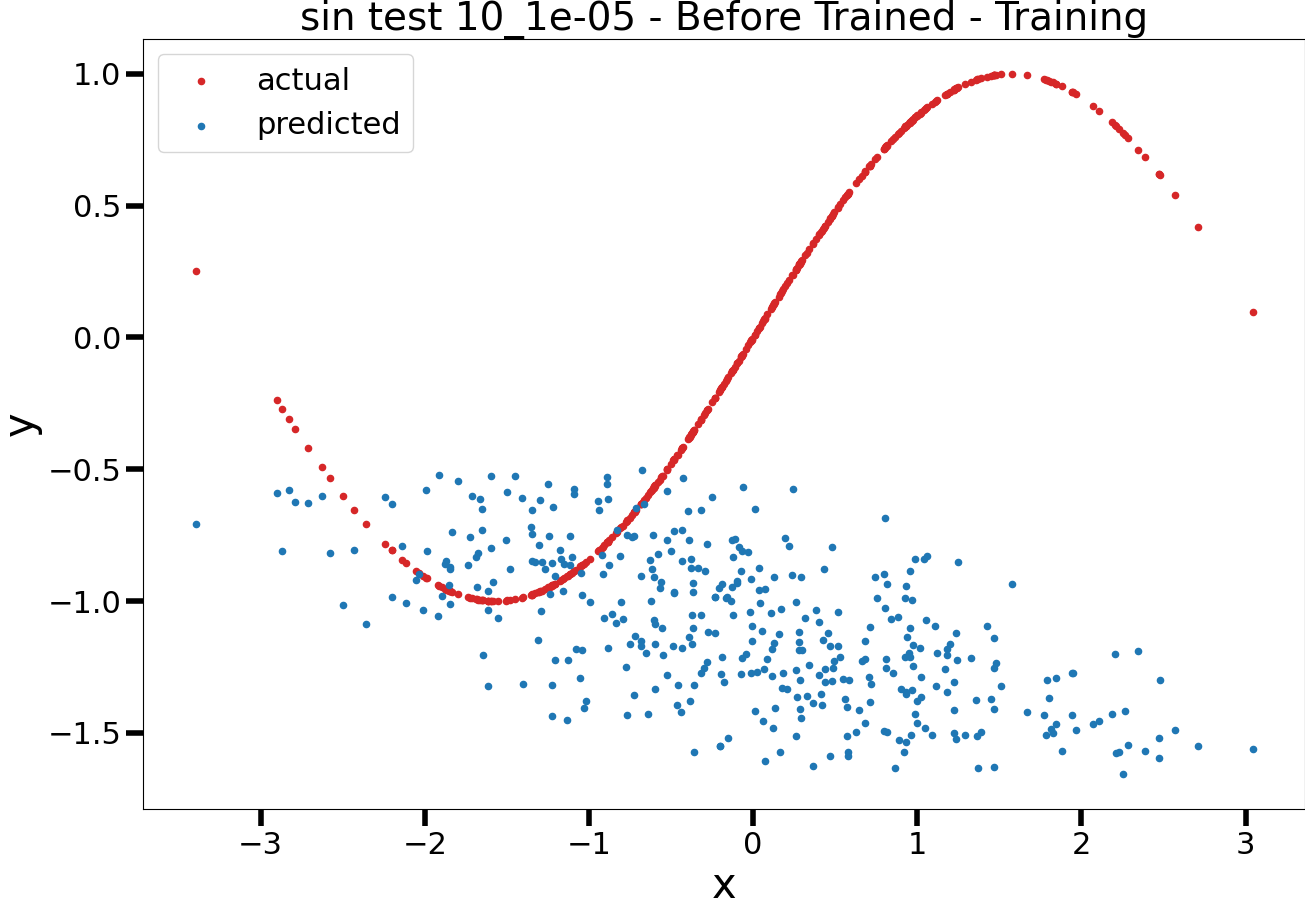 sin test 10_1e-05 - Before Trained - Training
actual
predicted
1.0
0.5
0.0
−0.5
−1.0
−1.5
y
−3 −2 −1 0 1 2 3
x